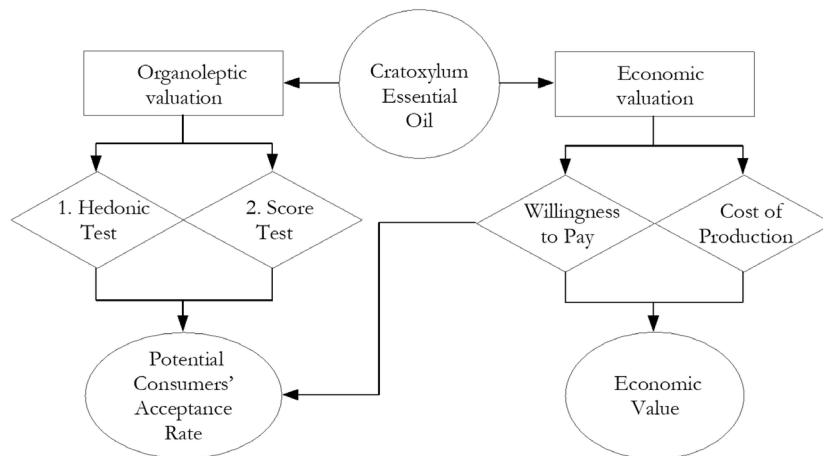 Organoleptic
valuation
Cratoxylum
Essential
Oil
Economic
valuation
1. Hedonic
Test
2. Score
Test
Willingness
to Pay
Cost of
Production
Potential
Consumers’
Acceptance
Rate
Economic
Value